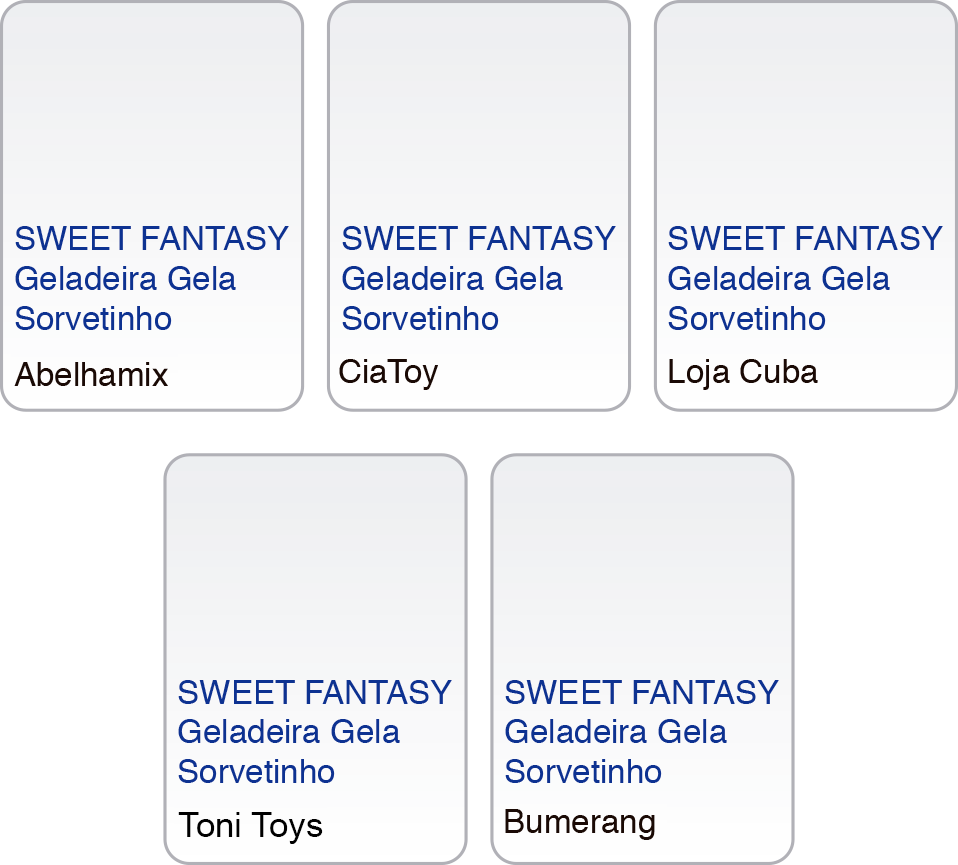 SWEET FANTASY
Geladeira Gela
Sorvetinho
Abelhamix
SWEET FANTASY
Geladeira Gela
Sorvetinho
CiaToy
SWEET FANTASY
Geladeira Gela
Sorvetinho
Loja Cuba
SWEET FANTASY
Geladeira Gela
Sorvetinho
Toni Toys
SWEET FANTASY
Geladeira Gela
Sorvetinho
Bumerang